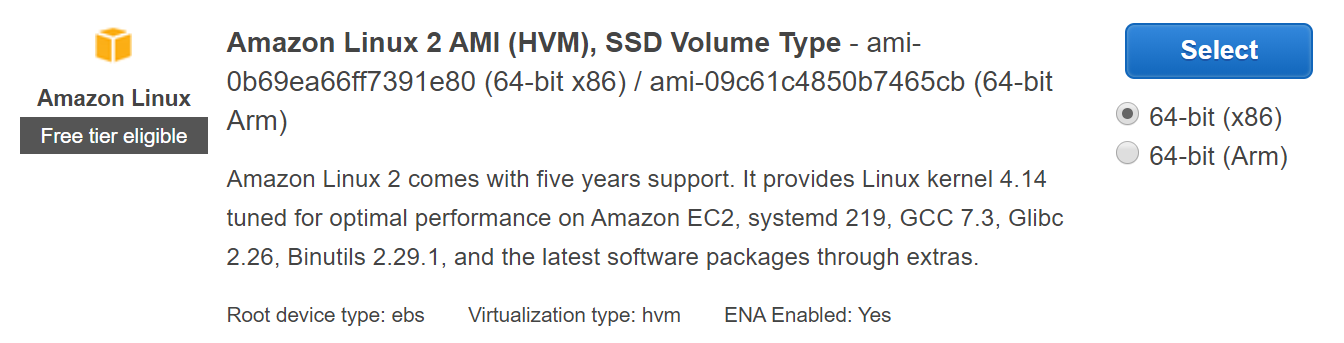 Amazon Linux
Free tier eligible
Amazon Linux 2 AMI (HVM), SSD Volume Type - ami-
0b69ea66ff7391e80 (64-bit x86) / ami-09c61c4850b7465cb (64-bit
Arm)
Amazon Linux 2 comes with five years support. It provides Linux kernel 4.14
tuned for optimal performance on Amazon EC2, systemd 219, GCC 7.3, Glibc
2.26, Binutils 2.29.1, and the latest software packages through extras.
Root device type: ebs Virtualization type: hvm ENA Enabled: Yes
Select
64-bit (x86)
64-bit (Arm)